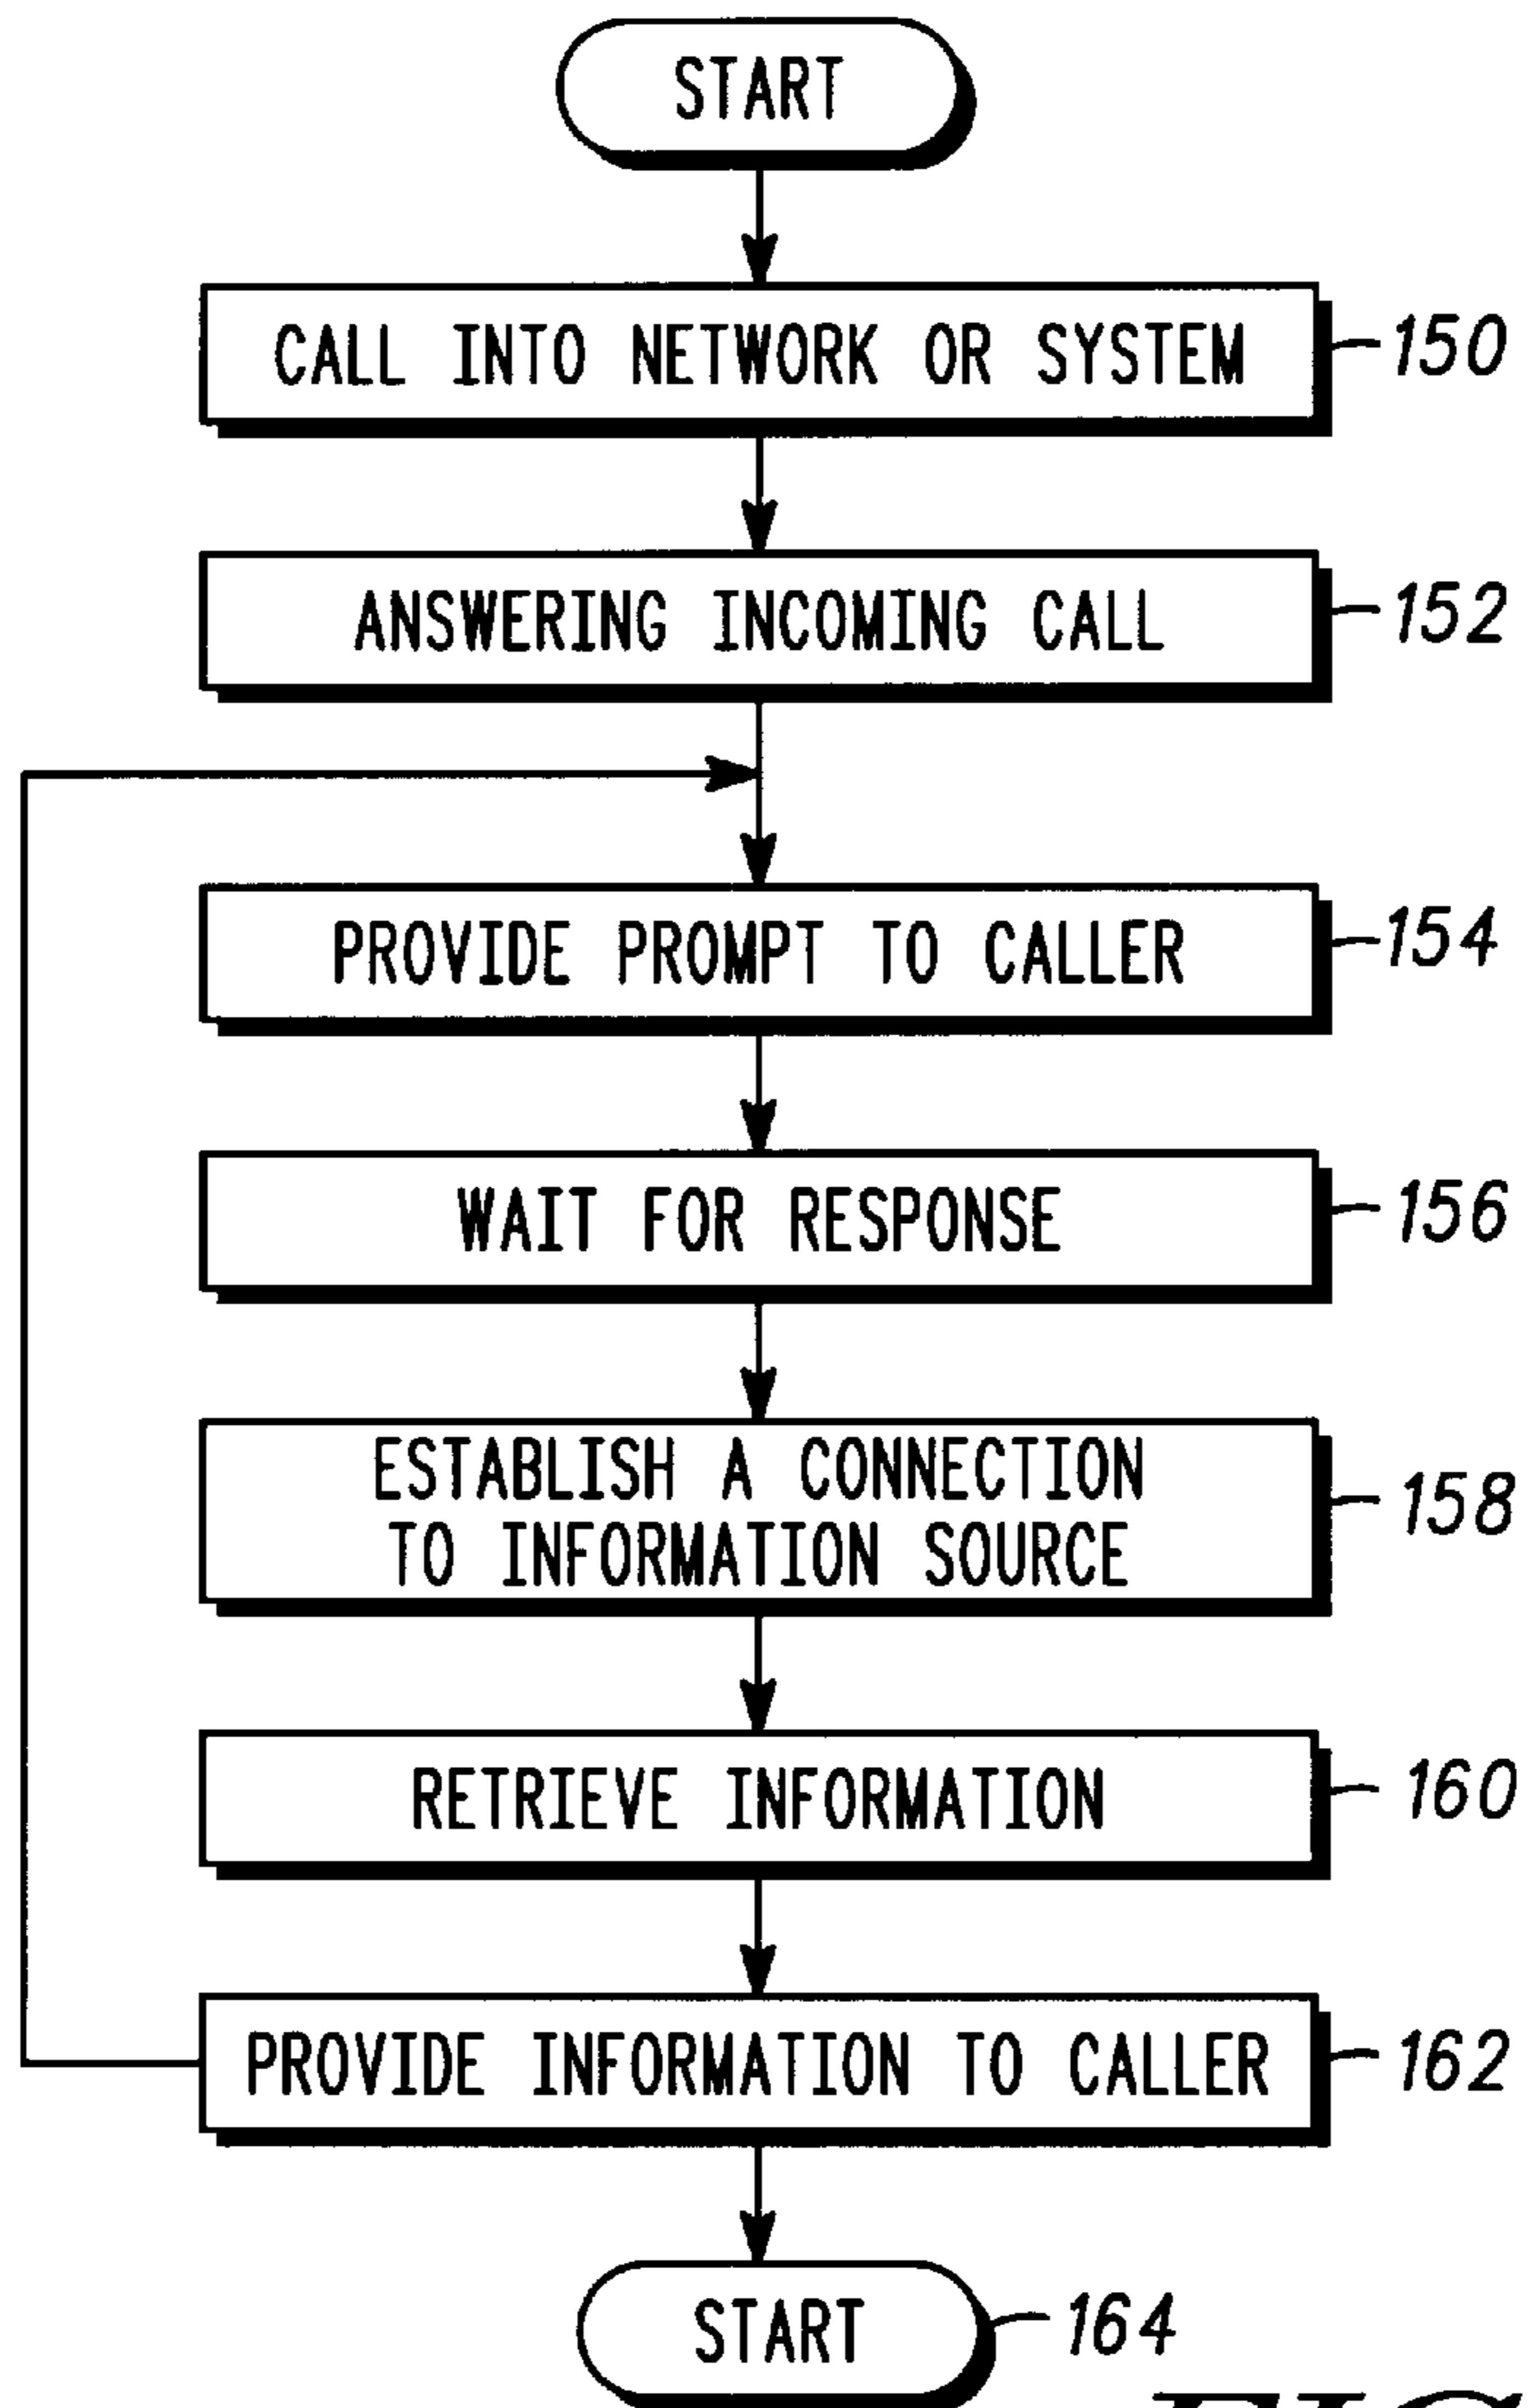 START
CALL INTO NETWORK OR SYSTEM
150
ANSWERING INCOMING CALL
152
PROVIDE PROMPT TO CALLER
154
WAIT FOR RESPONSE
156
ESTABLISH A CONNECTION
TO INFORMATION SOURCE
158
RETRIEVE INFORMATION
160
PROVIDE INFORMATION TO CALLER
162
START
164